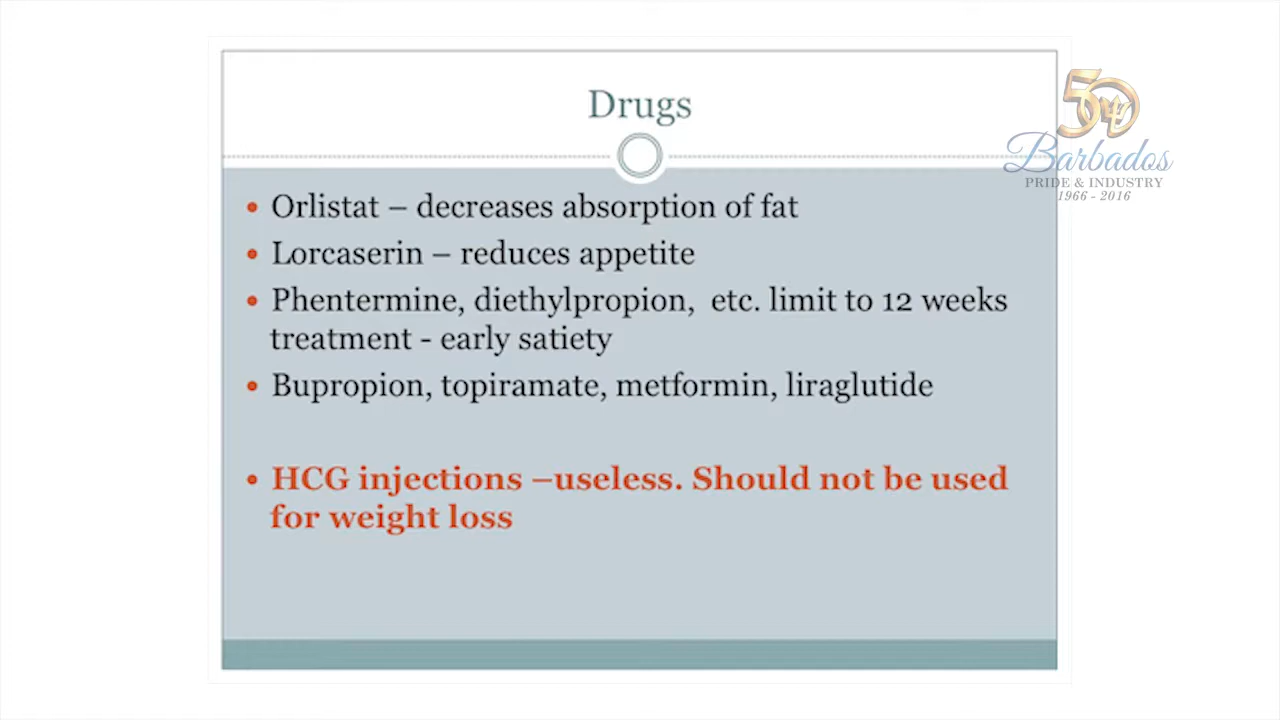 Drugs
50
Barbados
PRIDE & INDUSTRY
1966 - 2016
• Orlistat – decreases absorption of fat
• Lorcaserin – reduces appetite
• Phentermine, diethylpropion, etc. limit to 12 weeks
treatment - early satiety
• Bupropion, topiramate, metformin, liraglutide
• HCG injections –useless. Should not be used
for weight loss